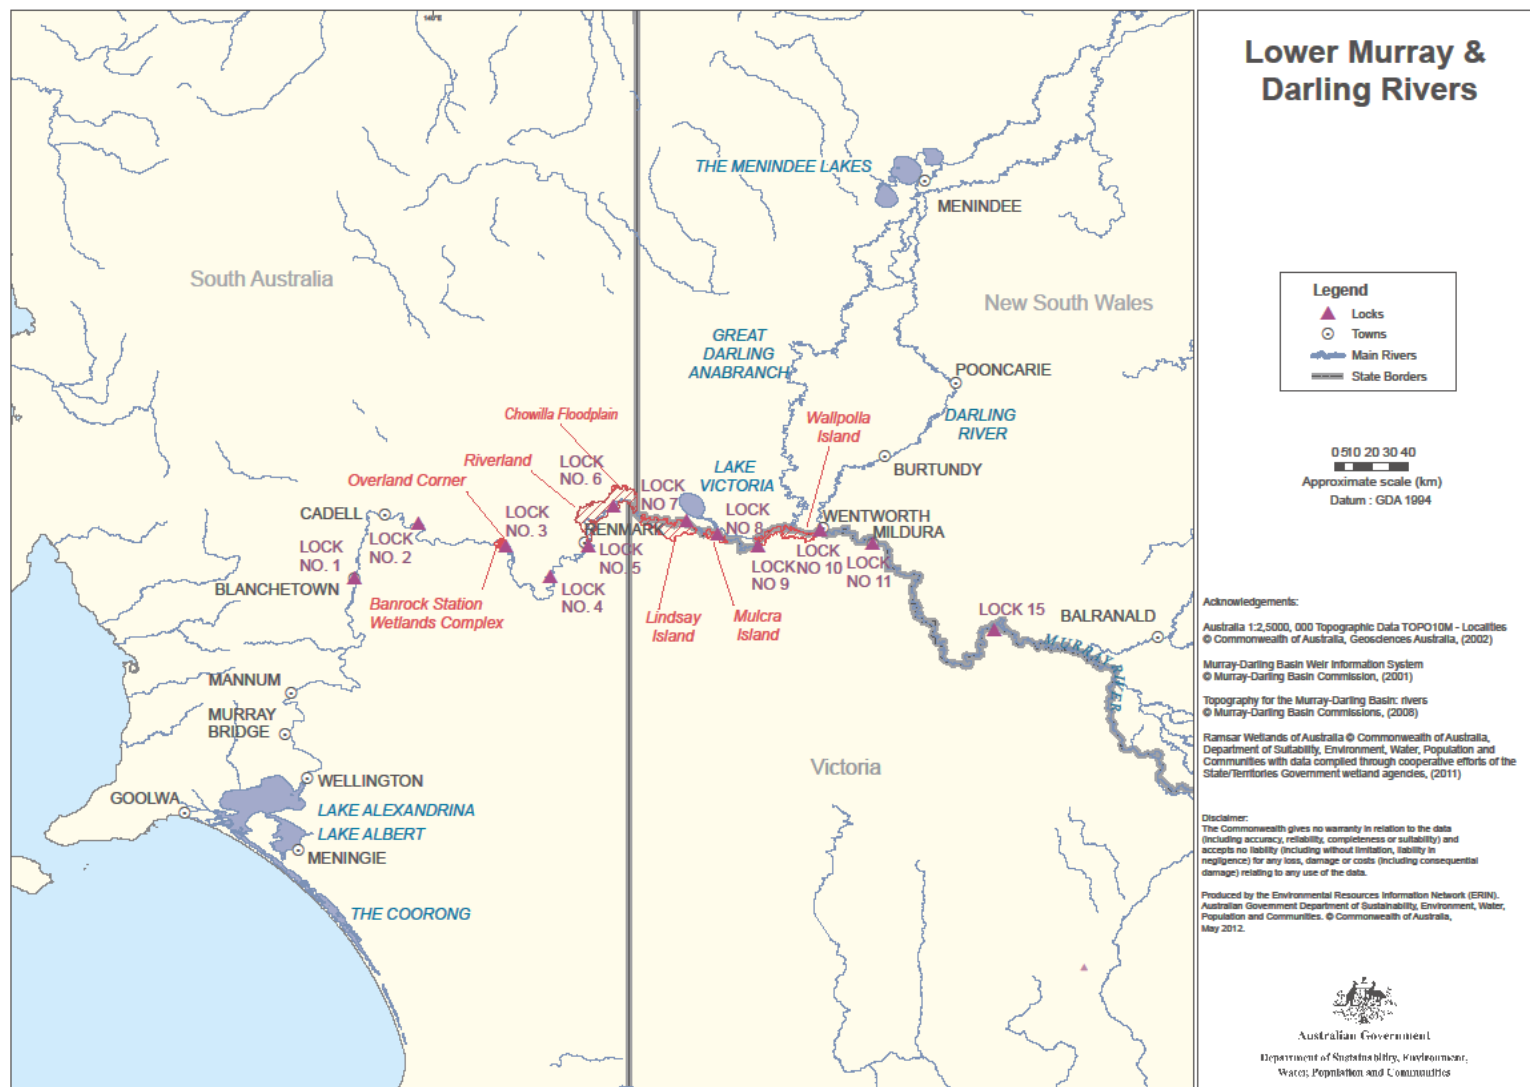 140°E
Lower Murray &
Darling Rivers
THE MENINDEE LAKES
MENINDEE
South Australia
New South Wales
Legend
Locks
Towns
Main Rivers
State Borders
GREAT
DARLING
ANABRANCH
POONCARIE
DARLING
RIVER
Chowilla Floodplain
Wallpolla
Island
0 510 20 30 40
Approximate scale (km)
Datum : GDA 1994
Riverland
LOCK
NO. 6
LAKE
VICTORIA
BURTUNDY
Overland Corner
LOCK
NO 7
CADELL
LOCK
NO. 3
RENMARK
LOCK
NO 8
WENTWORTH
MILDURA
LOCK
NO. 2
LOCK
NO. 1
LOCK
NO. 5
LOCK
NO 9
LOCK
NO 10
LOCK
NO 11
BLANCHETOWN
LOCK
NO. 4
Banrock Station
Wetlands Complex
Lindsay
Island
Mulcra
Island
LOCK 15
BALRANALD
MURRAY RIVER
MANNUM
MURRAY
BRIDGE
WELLINGTON
GOOLWA
LAKE ALEXANDRINA
LAKE ALBERT
MENINGIE
THE COORONG
Victoria
Acknowledgements:
Australia 1:2,5000, 000 Topographic Data TOPO10M - Localities
© Commonwealth of Australia, Geosciences Australia, (2002)
Murray-Darling Basin Weir Information System
© Murray-Darling Basin Commission, (2001)
Topography for the Murray-Darling Basin: rivers
© Murray-Darling Basin Commissions, (2008)
Ramsar Wetlands of Australia © Commonwealth of Australia,
Department of Suitability, Environment, Water, Population and
Communities with data compiled through cooperative efforts of the
State/Territories Government wetland agencies, (2011)
Disclaimer:
The Commonwealth gives no warranty in relation to the data
(including accuracy, reliability, completeness or suitability) and
accepts no liability (including without limitation, liability in
negligence) for any loss, damage or costs (including consequential
damage) relating to any use of the data.
Produced by the Environmental Resources Information Network (ERIN).
Australian Government Department of Sustainability, Environment, Water,
Population and Communities. © Commonwealth of Australia,
May 2012.
Australian Government
Department of Sustainability, Environment,
Water, Population and Communities